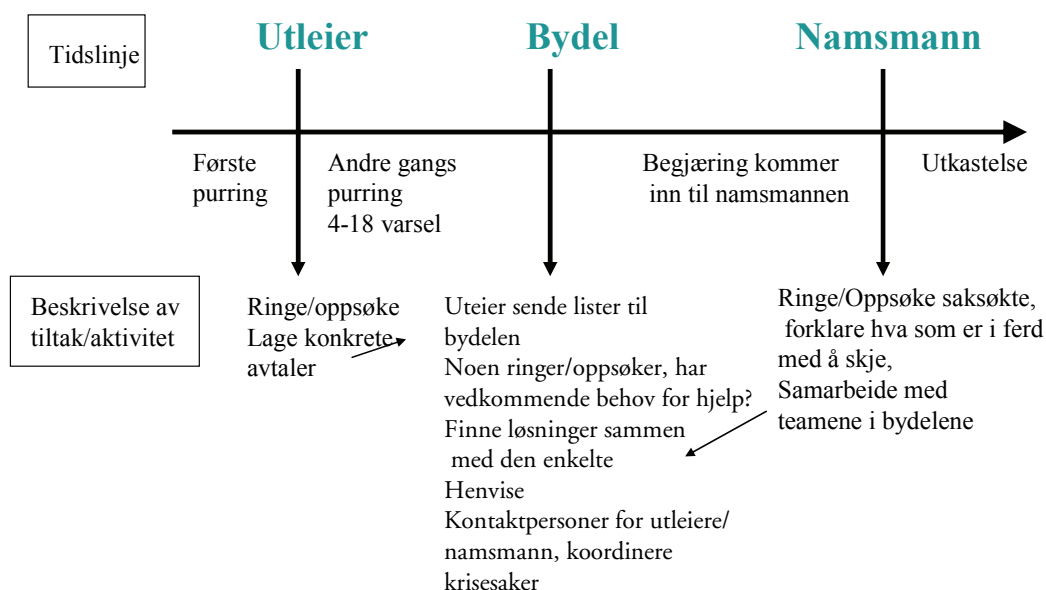 Tidslinje
Utleier
Bydel
Namsmann
Første
purring
Andre gangs
purring
4-18 varsel
Begjæring kommer
inn til namsmannen
Utkastelse
Beskrivelse av
tiltak/aktivitet
Ringe/oppsøke
Lage konkrete
avtaler
Uteier sende lister til
bydelen
Noen ringer/oppsøker, har
vedkommende behov for hjelp?
Finne løsninger sammen
med den enkelte
Henvise
Kontaktpersoner for utleiere/
namsmann, koordinere
krisesaker
Ringe/Oppsøke saksøkte,
forklare hva som er i ferd
med å skje,
Samarbeide med
teamene i bydelene